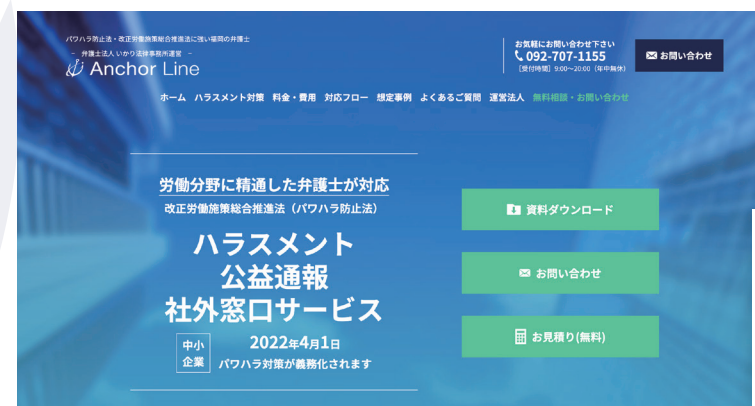 パワハラ防止法・改正労働施策総合推進法に強い福岡の弁護士
- 弁護士法人いかり法律事務所運営 -
Anchor Line
お気軽にお問い合わせ下さい
092-707-1155
[受付時間] 9:00~20:00 (年中無休)
お問い合わせ
ホーム ハラスメント対策 料金・費用 対応フロー 想定事例 よくあるご質問 運営法人 無料相談・お問い合わせ
労働分野に精通した弁護士が対応
改正労働施策総合推進法(パワハラ防止法)
ハラスメント
公益通報
社外窓口サービス
中小
企業
2022年4月1日
パワハラ対策が義務化されます
資料ダウンロード
お問い合わせ
お見積り(無料)